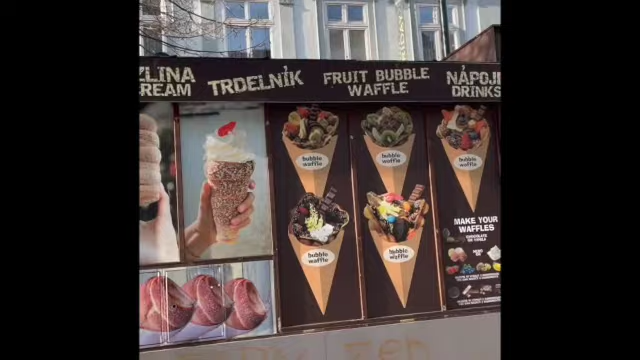 ZLINA
REAM
TRDELNÍK
FRUIT BUBBLE
WAFFLE
NÁPOJE
DRINKS
bubble
waffle
bubble
waffle
bubble
waffle
bubble
waffle
bubble
waffle
MAKE YOUR
WAFFLES